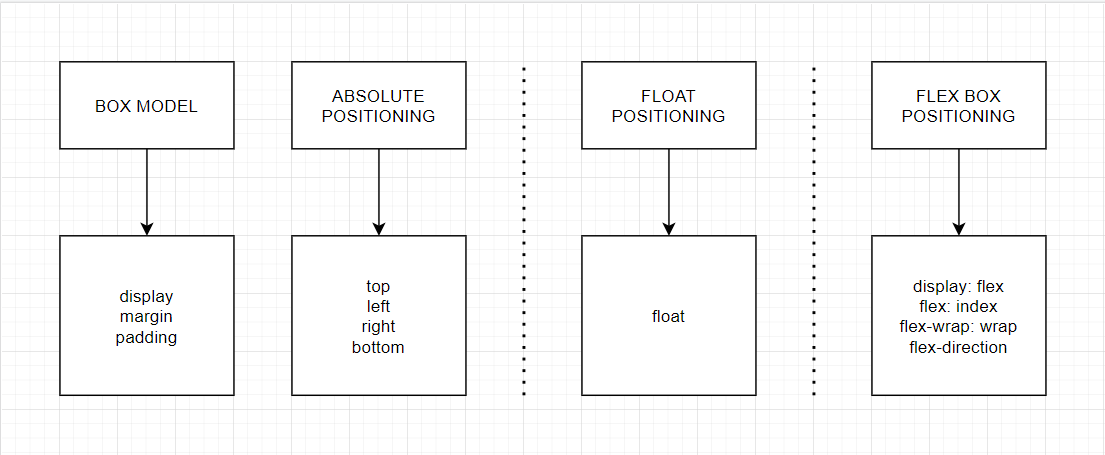 BOX MODEL
ABSOLUTE
POSITIONING
FLOAT
POSITIONING
FLEX BOX
POSITIONING
display
margin
padding
top
left
right
bottom
float
display: flex
flex: index
flex-wrap: wrap
flex-direction